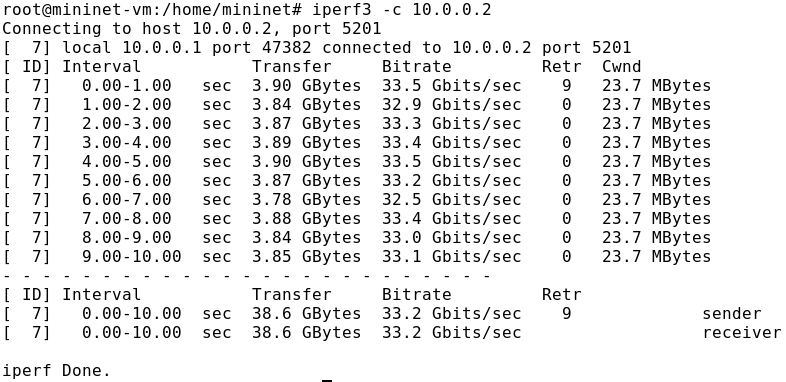 root@mininet-vm:/home/mininet# iperf3 -c 10.0.0.2
Connecting to host 10.0.0.2, port 5201
[  7] local 10.0.0.1 port 47382 connected to 10.0.0.2 port 5201
[ ID] Interval           Transfer     Bitrate         Retr  Cwnd
[  7]   0.00-1.00   sec  3.90 GBytes  33.5 Gbits/sec    9   23.7 MBytes
[  7]   1.00-2.00   sec  3.84 GBytes  32.9 Gbits/sec    0   23.7 MBytes
[  7]   2.00-3.00   sec  3.87 GBytes  33.3 Gbits/sec    0   23.7 MBytes
[  7]   3.00-4.00   sec  3.89 GBytes  33.4 Gbits/sec    0   23.7 MBytes
[  7]   4.00-5.00   sec  3.90 GBytes  33.5 Gbits/sec    0   23.7 MBytes
[  7]   5.00-6.00   sec  3.87 GBytes  33.2 Gbits/sec    0   23.7 MBytes
[  7]   6.00-7.00   sec  3.78 GBytes  32.5 Gbits/sec    0   23.7 MBytes
[  7]   7.00-8.00   sec  3.88 GBytes  33.4 Gbits/sec    0   23.7 MBytes
[  7]   8.00-9.00   sec  3.84 GBytes  33.0 Gbits/sec    0   23.7 MBytes
[  7]   9.00-10.00  sec  3.85 GBytes  33.1 Gbits/sec    0   23.7 MBytes
- - - - - - - - - - - - - - - - - - - - - - - - -
[ ID] Interval           Transfer     Bitrate         Retr
[  7]   0.00-10.00  sec  38.6 GBytes  33.2 Gbits/sec    9             sender
[  7]   0.00-10.00  sec  38.6 GBytes  33.2 Gbits/sec                  receiver
iperf Done.